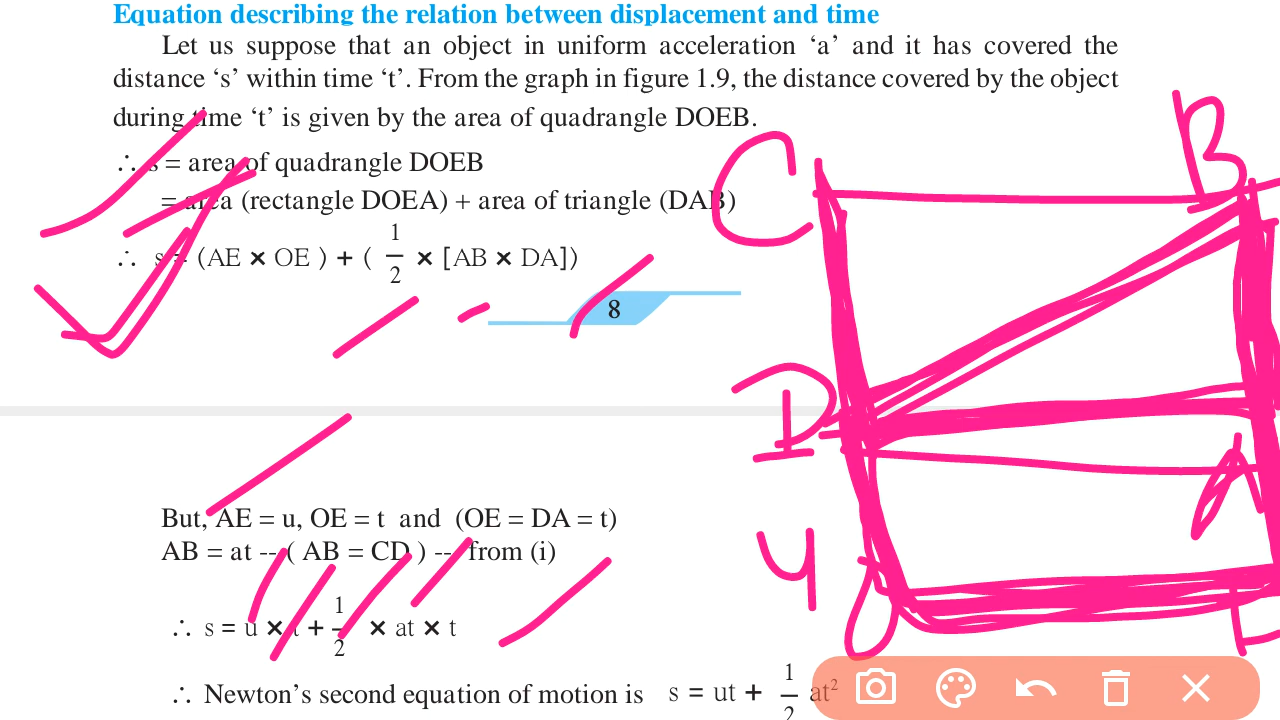 Equation describing the relation between displacement and time
Let us suppose that an object in uniform acceleration ‘a’ and it has covered the
distance ‘s’ within time ‘t’. From the graph in figure 1.9, the distance covered by the object
during time ‘t’ is given by the area of quadrangle DOEB.
∴ s = area of quadrangle DOEB
= area (rectangle DOEA) + area of triangle (DAB)
∴ s = (AE × OE ) + ( 1/2 × [AB × DA])
8
C
B
D
A
But, AE = u, OE = t and (OE = DA = t)
AB = at -- ( AB = CD ) -- from (i)
∴ s = u × t + 1/2 × at × t
∴ Newton’s second equation of motion is s = ut + 1/2 at²